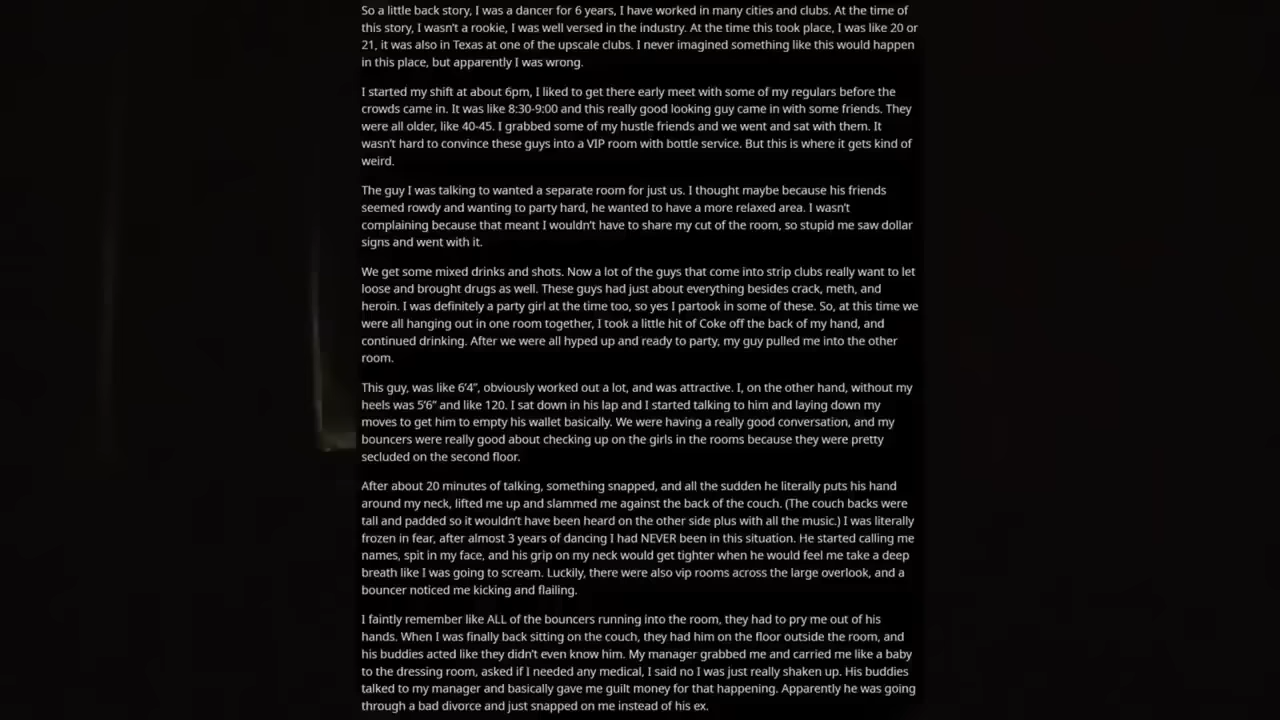 So a little back story, I was a dancer for 6 years, I have worked in many cities and clubs. At the time of
this story, I wasn't a rookie, I was well versed in the industry. At the time this took place, I was like 20 or
21, it was also in Texas at one of the upscale clubs. I never imagined something like this would happen
in this place, but apparently I was wrong.
I started my shift at about 6pm, I liked to get there early meet with some of my regulars before the
crowds came in. It was like 8:30-9:00 and this really good looking guy came in with some friends. They
were all older, like 40-45. I grabbed some of my hustle friends and we went and sat with them. It
wasn't hard to convince these guys into a VIP room with bottle service. But this is where it gets kind of
weird.
The guy I was talking to wanted a separate room for just us. I thought maybe because his friends
seemed rowdy and wanting to party hard, he wanted to have a more relaxed area. I wasn't
complaining because that meant I wouldn't have to share my cut of the room, so stupid me saw dollar
signs and went with it.
We get some mixed drinks and shots. Now a lot of the guys that come into strip clubs really want to let
loose and brought drugs as well. These guys had just about everything besides crack, meth, and
heroin. I was definitely a party girl at the time too, so yes I partook in some of these. So, at this time we
were all hanging out in one room together, I took a little hit of Coke off the back of my hand, and
continued drinking. After we were all hyped up and ready to party, my guy pulled me into the other
room.
This guy, was like 6'4", obviously worked out a lot, and was attractive. I, on the other hand, without my
heels was 5'6" and like 120. I sat down in his lap and I started talking to him and laying down my
moves to get him to empty his wallet basically. We were having a really good conversation, and my
bouncers were really good about checking up on the girls in the rooms because they were pretty
secluded on the second floor.
After about 20 minutes of talking, something snapped, and all the sudden he literally puts his hand
around my neck, lifted me up and slammed me against the back of the couch. (The couch backs were
tall and padded so it wouldn't have been heard on the other side plus with all the music.) I was literally
frozen in fear, after almost 3 years of dancing I had NEVER been in this situation. He started calling me
names, spit in my face, and his grip on my neck would get tighter when he would feel me take a deep
breath like I was going to scream. Luckily, there were also vip rooms across the large overlook, and a
bouncer noticed me kicking and flailing.
I faintly remember like ALL of the bouncers running into the room, they had to pry me out of his
hands. When I was finally back sitting on the couch, they had him on the floor outside the room, and
his buddies acted like they didn't even know him. My manager grabbed me and carried me like a baby
to the dressing room, asked if I needed any medical, I said no I was just really shaken up. His buddies
talked to my manager and basically gave me guilt money for that happening. Apparently he was going
through a bad divorce and just snapped on me instead of his ex.